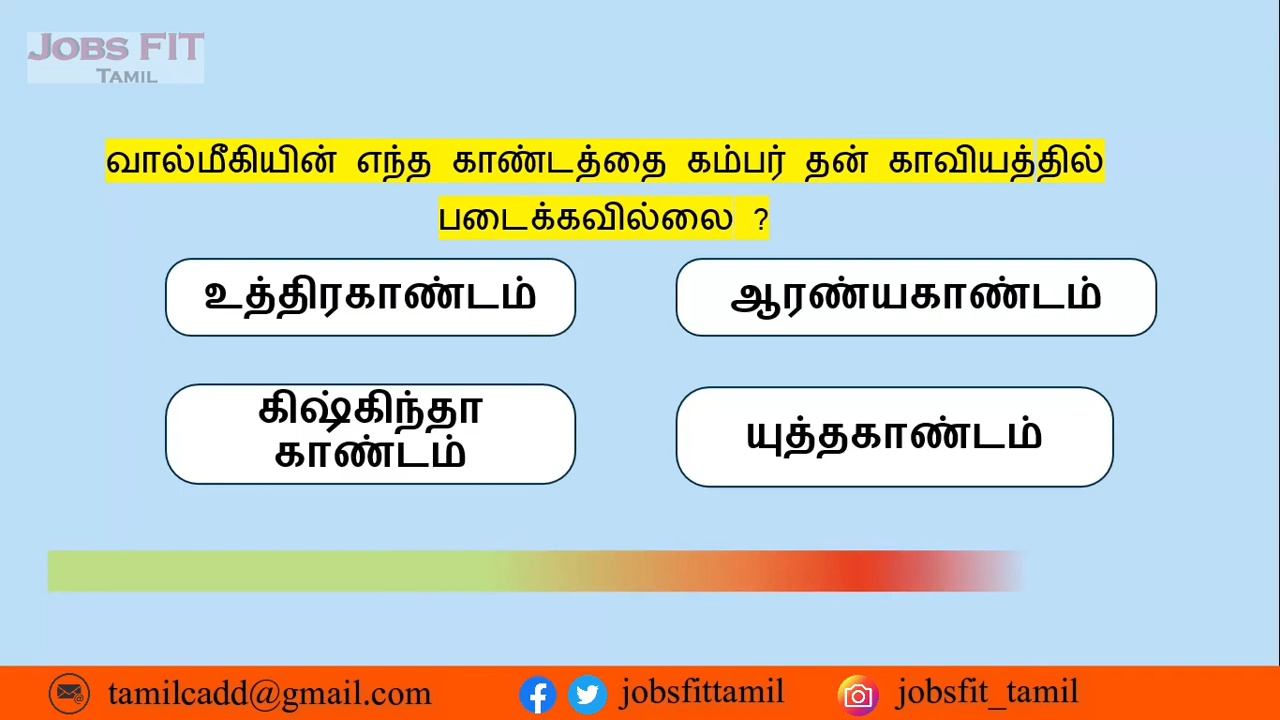 JOBS FIT
TAMIL
வால்மீகியின் எந்த காண்டத்தை கம்பர் தன் காவியத்தில்
படைக்கவில்லை ?
உத்திரகாண்டம்
ஆரண்யகாண்டம்
கிஷ்கிந்தா
காண்டம்
யுத்தகாண்டம்
tamilcadd@gmail.com
jobsfittamil
jobsfit_tamil